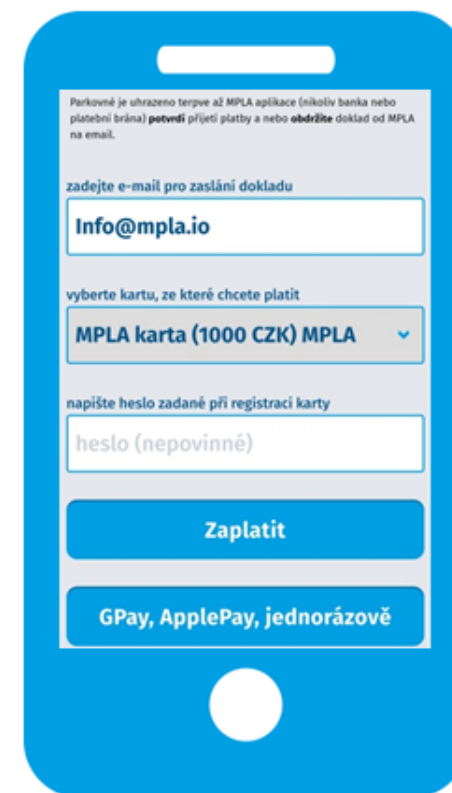 Parkovné je uhrazeno terpve až MPLA aplikace (nikoliv banka nebo
platební brána) potvrdí přijetí platby a nebo obdržíte doklad od MPLA
na email.
zadejte e-mail pro zaslání dokladu
Info@mpla.io
vyberte kartu, ze které chcete platit
MPLA karta (1000 CZK) MPLA
napište heslo zadané při registraci karty
heslo (nepovinné)
Zaplatit
GPay, ApplePay, jednorázově